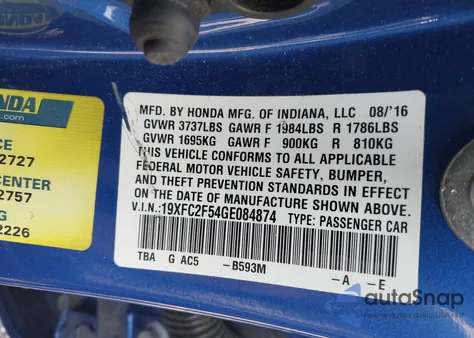 HONDA
MFD. BY HONDA MFG. OF INDIANA, LLC 08/'16
GVWR 3737LBS GAWR F 1984LBS R 1786LBS
GVWR 1695KG GAWR F 900KG R 810KG
THIS VEHICLE CONFORMS TO ALL APPLICABLE
FEDERAL MOTOR VEHICLE SAFETY, BUMPER,
AND THEFT PREVENTION STANDARDS IN EFFECT
ON THE DATE OF MANUFACTURE SHOWN ABOVE.
V.I.N.: 19XFC2F54GE084874 TYPE: PASSENGER CAR
TBA G AC5 -B593M -A -E
NDA
.com
CE
2727
CENTER
2757
G
2226
autoSnap